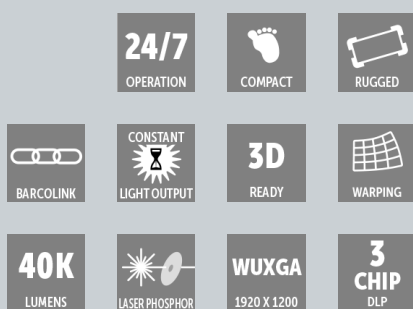 24/7
OPERATION
COMPACT
RUGGED
BARCOLINK
CONSTANT
LIGHT OUTPUT
3D
READY
WARPING
40K
LUMENS
LASER PHOSPHOR
WUXGA
1920 X 1200
3
CHIP
DLP